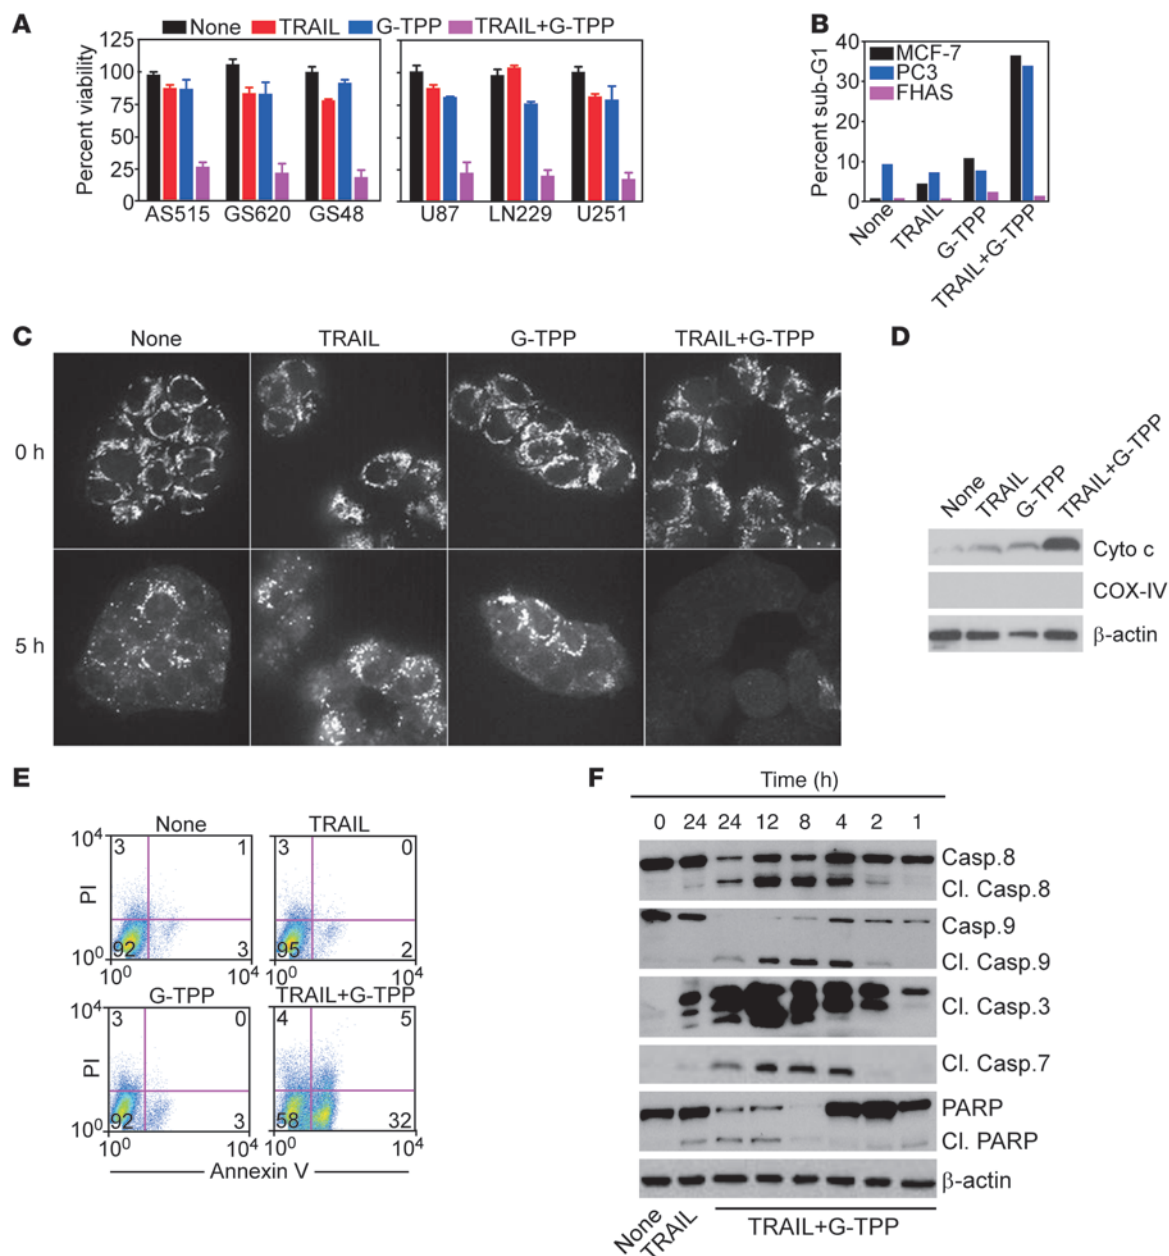 A
None TRAIL G-TPP TRAIL+G-TPP
Percent viability
125
100
75
50
25
0
AS515 GS620 GS48
U87 LN229 U251
B
Percent sub-G1
40
30
20
10
0
MCF-7
PC3
FHAS
None
TRAIL
G-TPP
TRAIL+G-TPP
C
None TRAIL G-TPP TRAIL+G-TPP
0 h
5 h
D
None
TRAIL
G-TPP
TRAIL+G-TPP
Cyto c
COX-IV
β-actin
E
None TRAIL
PI
10⁴
10⁰
3 1
92 3
10⁰ 10⁴
3 0
95 2
10⁰ 10⁴
G-TPP TRAIL+G-TPP
PI
10⁴
10⁰
3 0
92 3
10⁰ 10⁴
4 5
58 32
10⁰ 10⁴
Annexin V
F
Time (h)
0 24 24 12 8 4 2 1
Casp.8
Cl. Casp.8
Casp.9
Cl. Casp.9
Cl. Casp.3
Cl. Casp.7
PARP
Cl. PARP
β-actin
None
TRAIL
TRAIL+G-TPP